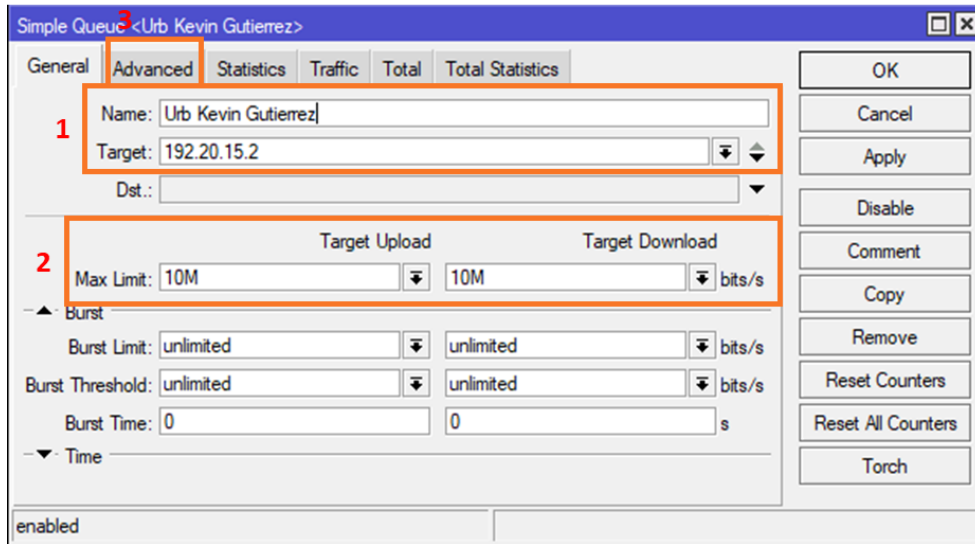 3
Simple Queue <Urb Kevin Gutierrez>
General Advanced Statistics Traffic Total Total Statistics
1
Name: Urb Kevin Gutierrez
Target: 192.20.15.2
Dst.:
2
Target Upload Target Download
Max Limit: 10M 10M bits/s
Burst
Burst Limit: unlimited unlimited bits/s
Burst Threshold: unlimited unlimited bits/s
Burst Time: 0 0 s
Time
enabled
OK
Cancel
Apply
Disable
Comment
Copy
Remove
Reset Counters
Reset All Counters
Torch